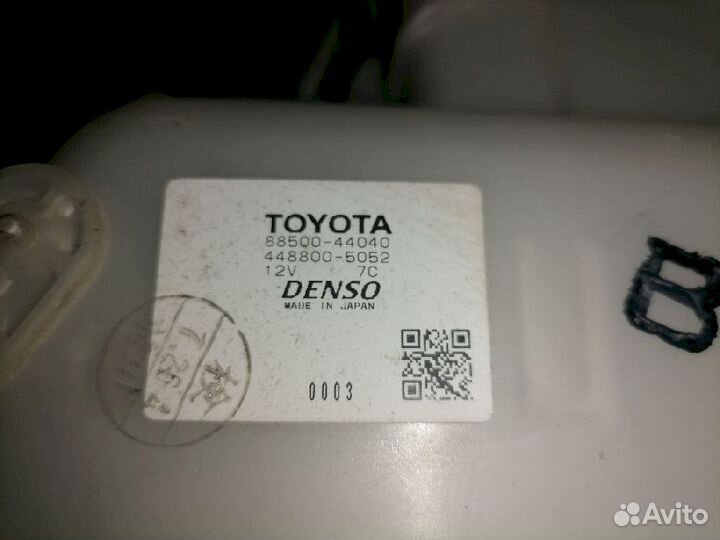 TOYOTA
88500-44040
448800-5052
12V 7C
DENSO
MADE IN JAPAN
0003
B
Avito